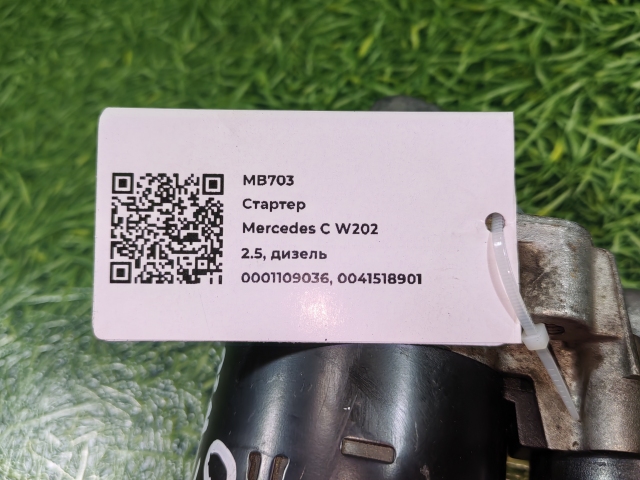 MB703
Стартер
Mercedes C W202
2.5, дизель
0001109036, 0041518901